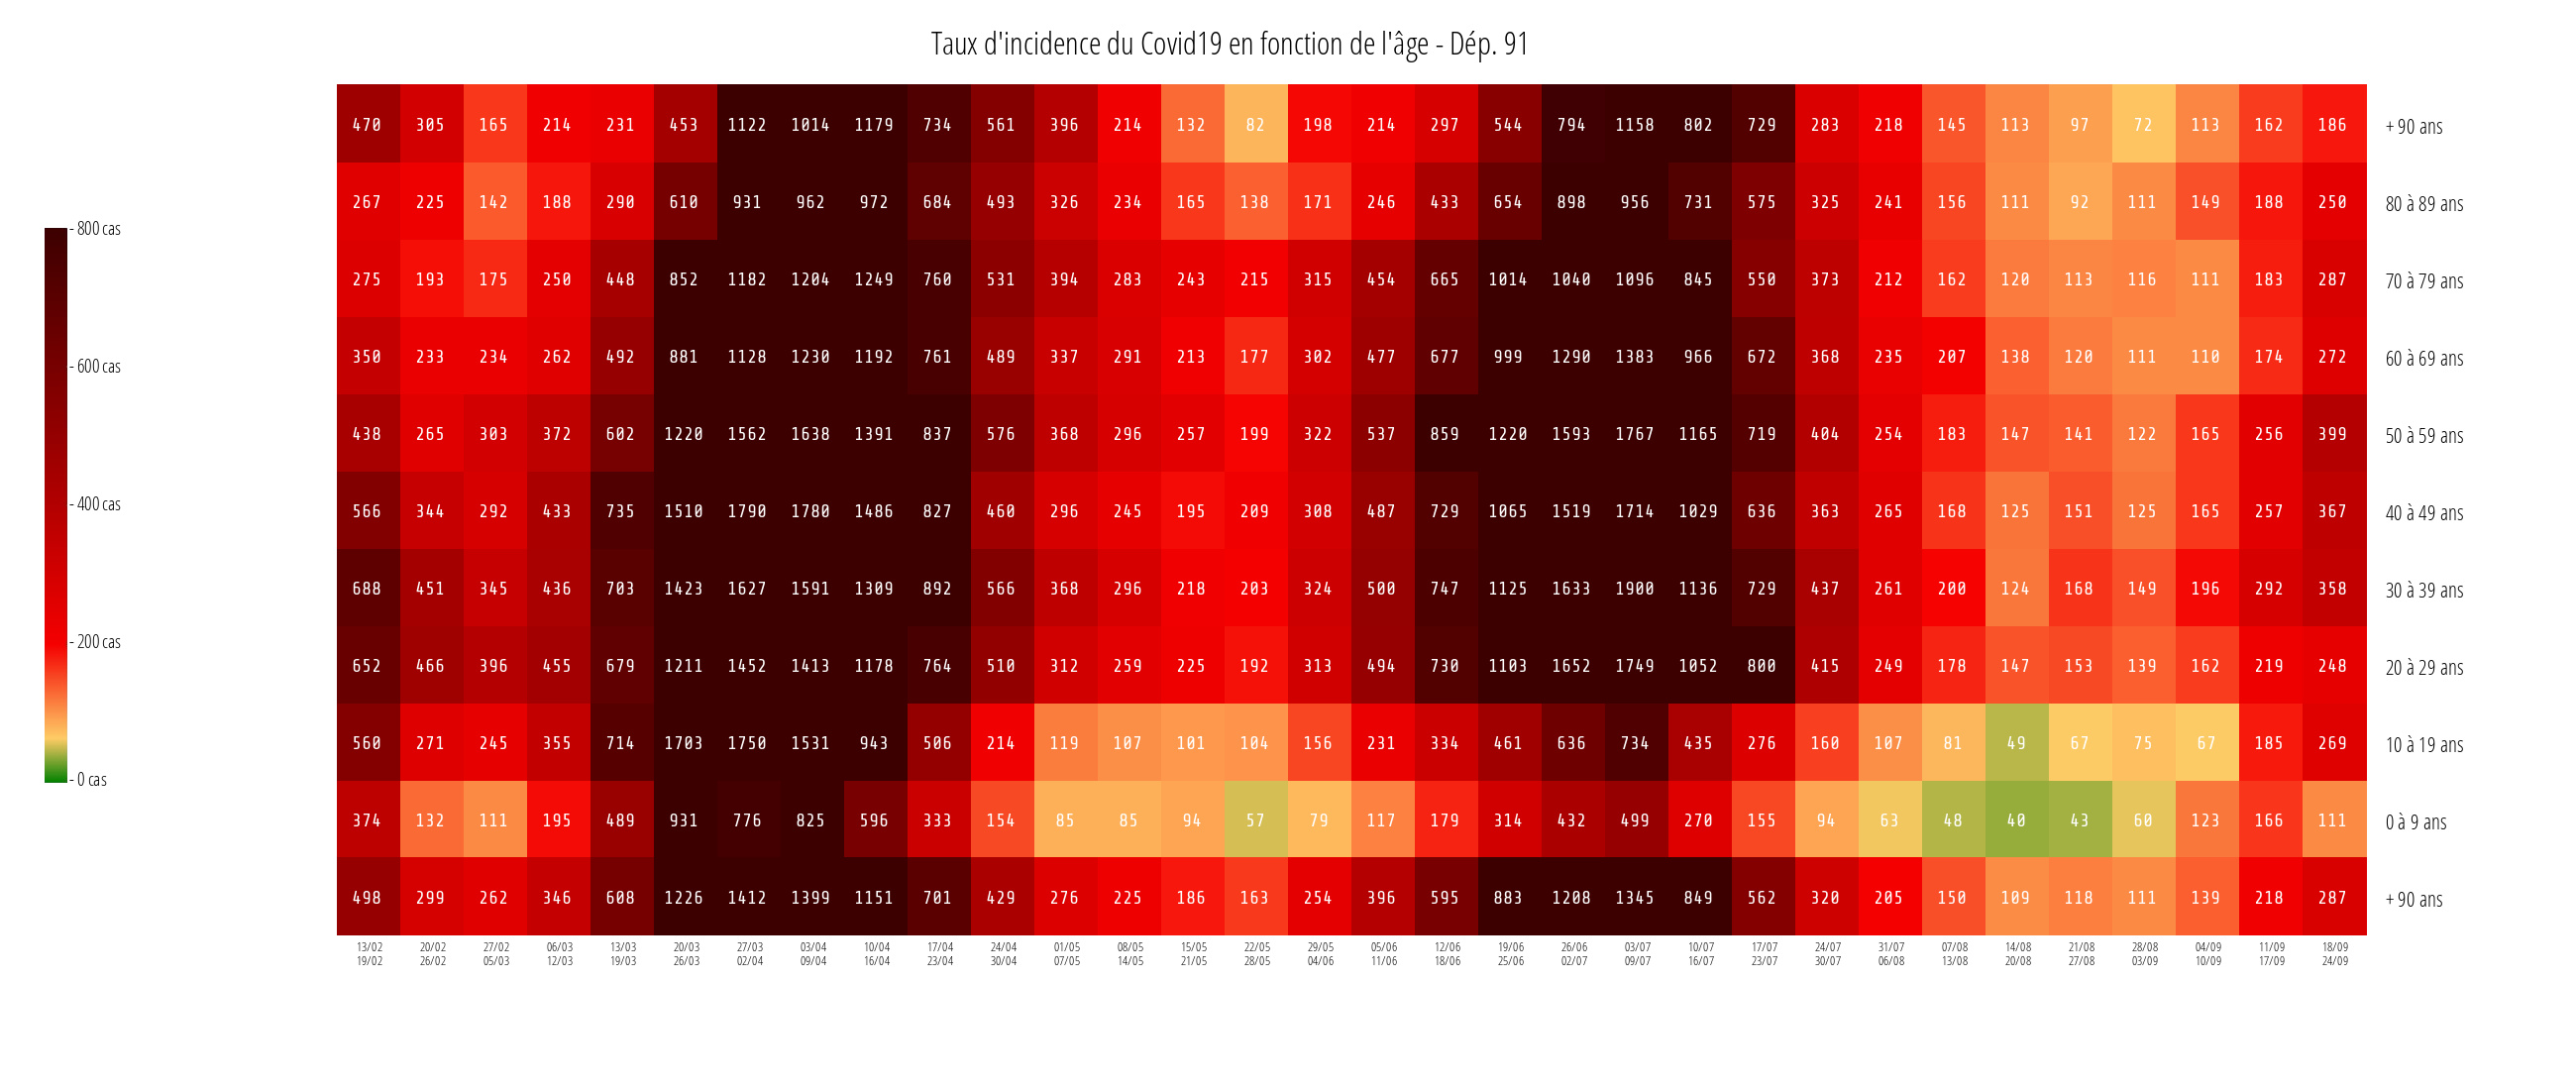 Taux d'incidence du Covid19 en fonction de l'âge - Dép. 91
470 305 165 214 231 453 1122 1014 1179 734 561 396 214 132 82 198 214 297 544 794 1158 802 729 283 218 145 113 97 72 113 162 186 + 90 ans
267 225 142 188 290 610 931 962 972 684 493 326 234 165 138 171 246 433 654 898 956 731 575 325 241 156 111 92 111 149 188 250 80 à 89 ans
275 193 175 250 448 852 1182 1204 1249 760 531 394 283 243 215 315 454 665 1014 1040 1096 845 550 373 212 162 120 113 116 111 183 287 70 à 79 ans
350 233 234 262 492 881 1128 1230 1192 761 489 337 291 213 177 302 477 677 999 1290 1383 966 672 368 235 207 138 120 111 110 174 272 60 à 69 ans
438 265 303 372 602 1220 1562 1638 1391 837 576 368 296 257 199 322 537 859 1220 1593 1767 1165 719 404 254 183 147 141 122 165 256 399 50 à 59 ans
566 344 292 433 735 1510 1790 1780 1486 827 460 296 245 195 209 308 487 729 1065 1519 1714 1029 636 363 265 168 125 151 125 165 257 367 40 à 49 ans
688 451 345 436 703 1423 1627 1591 1309 892 566 368 296 218 203 324 500 747 1125 1633 1900 1136 729 437 261 200 124 168 149 196 292 358 30 à 39 ans
652 466 396 455 679 1211 1452 1413 1178 764 510 312 259 225 192 313 494 730 1103 1652 1749 1052 800 415 249 178 147 153 139 162 219 248 20 à 29 ans
560 271 245 355 714 1703 1750 1531 943 506 214 119 107 101 104 156 231 334 461 636 734 435 276 160 107 81 49 67 75 67 185 269 10 à 19 ans
374 132 111 195 489 931 776 825 596 333 154 85 85 94 57 79 117 179 314 432 499 270 155 94 63 48 40 43 60 123 166 111 0 à 9 ans
498 299 262 346 608 1226 1412 1399 1151 701 429 276 225 186 163 254 396 595 883 1208 1345 849 562 320 205 150 109 118 111 139 218 287 + 90 ans
13/02 20/02 27/02 06/03 13/03 20/03 27/03 03/04 10/04 17/04 24/04 01/05 08/05 15/05 22/05 29/05 05/06 12/06 19/06 26/06 03/07 10/07 17/07 24/07 31/07 07/08 14/08 21/08 28/08 04/09 11/09 18/09
19/02 26/02 05/03 12/03 19/03 26/03 02/04 09/04 16/04 23/04 30/04 07/05 14/05 21/05 28/05 04/06 11/06 18/06 25/06 02/07 09/07 16/07 23/07 30/07 06/08 13/08 20/08 27/08 03/09 10/09 17/09 24/09
- 800 cas
- 600 cas
- 400 cas
- 200 cas
- 0 cas